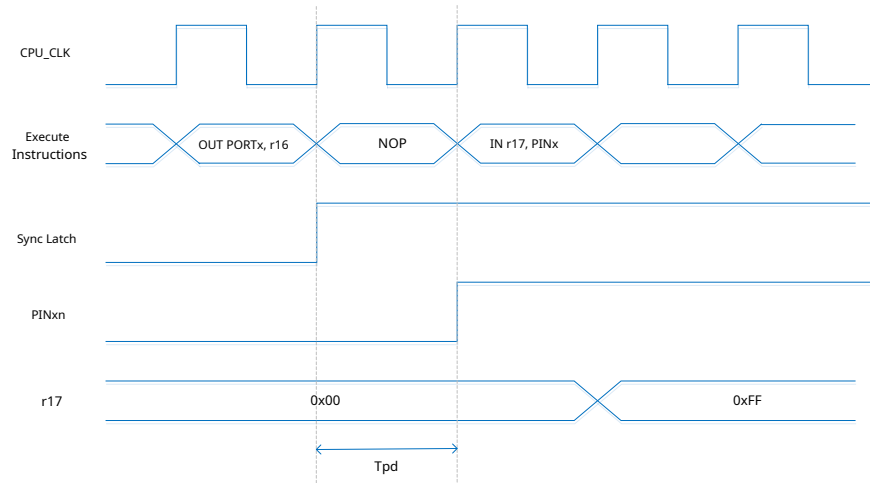 CPU_CLK
Execute
Instructions
OUT PORTx, r16
NOP
IN r17, PINx
Sync Latch
PINxn
r17
0x00
0xFF
Tpd